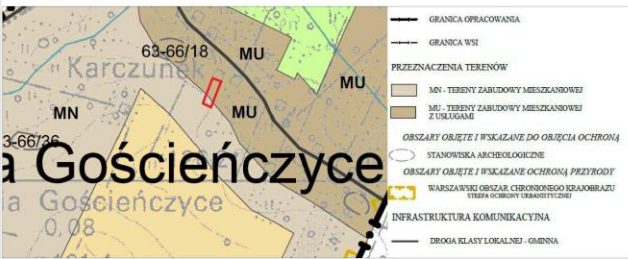 63-66/18
MU
Karczunek
MU
MN
MU
3-66/36
a Gościeńczyce
a Gościeńczyce
0,08
GRANICA OPRACOWANIA
GRANICA WSI
PRZEZNACZENIA TERENÓW
MN - TERENY ZABUDOWY MIESZKANIOWEJ
MU - TERENY ZABUDOWY MIESZKANIOWEJ
Z USŁUGAMI
OBSZARY OBJĘTE I WSKAZANE DO OBJĘCIA OCHRONĄ
STANOWISKA ARCHEOLOGICZNE
OBSZARY OBJĘTE I WSKAZANE OCHRONĄ PRZYRODY
WARSZAWSKI OBSZAR CHRONIONEGO KRAJOBRAZU
STREFA OCHRONY URBANISTYCZNEJ
INFRASTRUKTURA KOMUNIKACYJNA
DROGA KLASY LOKALNEJ - GMINNA